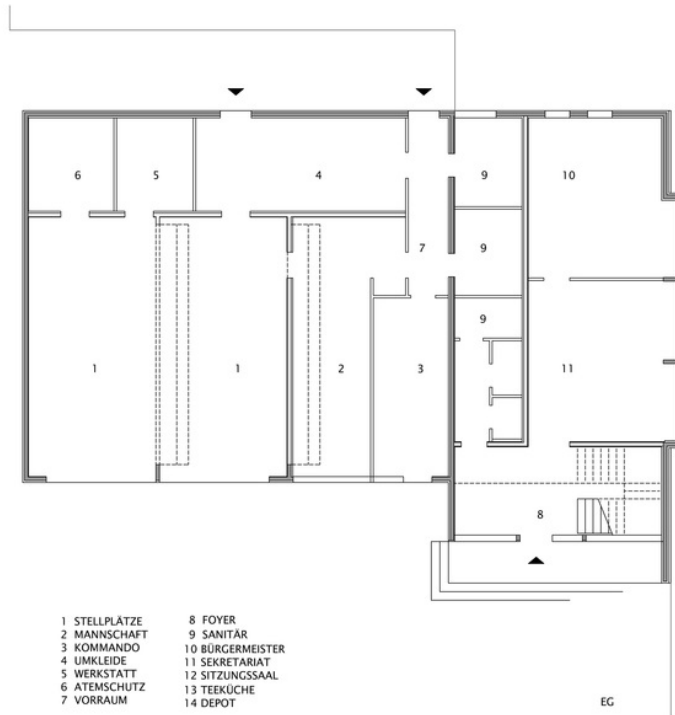 6
5
4
9
10
7
9
9
1
1
2
3
11
8
1 STELLPLÄTZE
2 MANNSCHAFT
3 KOMMANDO
4 UMKLEIDE
5 WERKSTATT
6 ATEMSCHUTZ
7 VORRAUM
8 FOYER
9 SANITÄR
10 BÜRGERMEISTER
11 SEKRETARIAT
12 SITZUNGSSAAL
13 TEEKÜCHE
14 DEPOT
EG